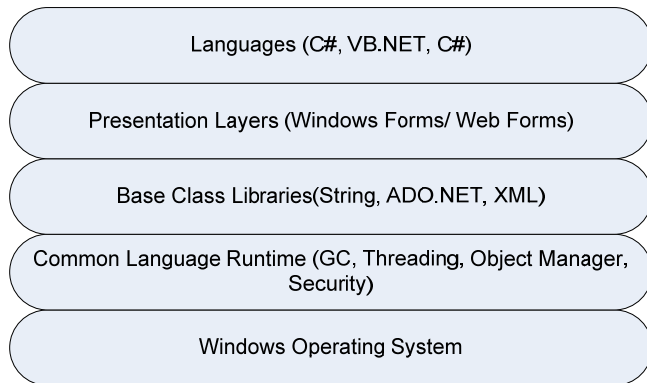 Languages (C#, VB.NET, C#)
Presentation Layers (Windows Forms/ Web Forms)
Base Class Libraries(String, ADO.NET, XML)
Common Language Runtime (GC, Threading, Object Manager,
Security)
Windows Operating System